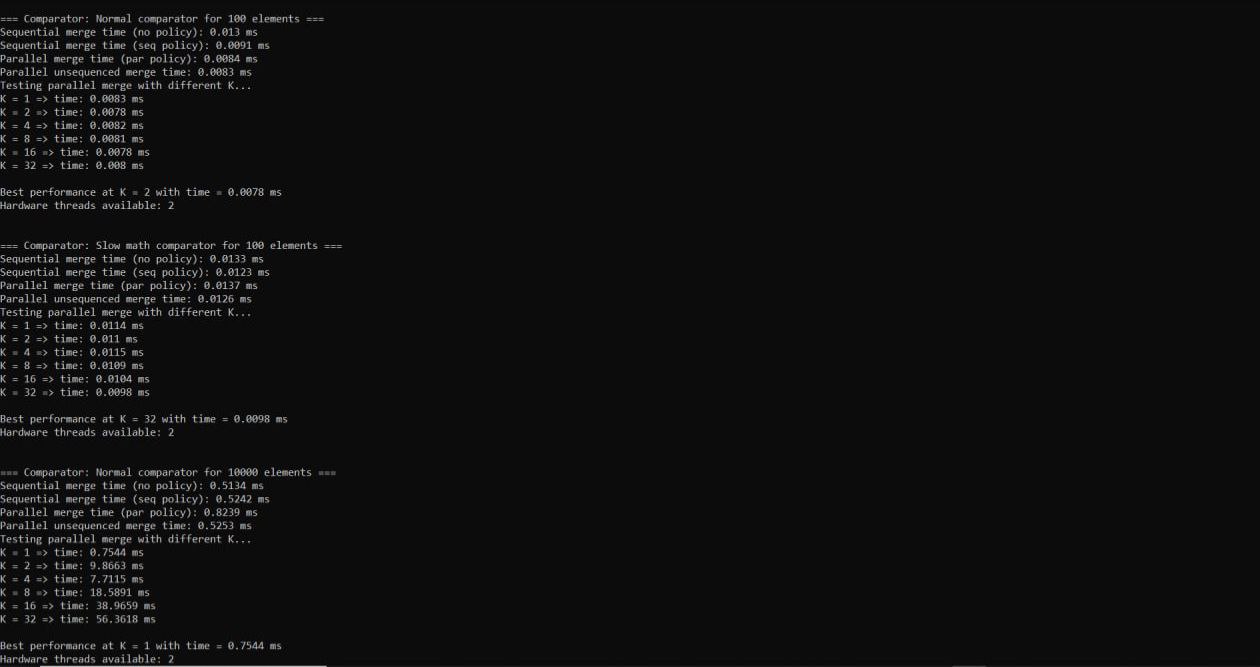 === Comparator: Normal comparator for 100 elements ===
Sequential merge time (no policy): 0.013 ms
Sequential merge time (seq policy): 0.0091 ms
Parallel merge time (par policy): 0.0084 ms
Parallel unsequenced merge time: 0.0083 ms
Testing parallel merge with different K...
K = 1 => time: 0.0083 ms
K = 2 => time: 0.0078 ms
K = 4 => time: 0.0082 ms
K = 8 => time: 0.0081 ms
K = 16 => time: 0.0078 ms
K = 32 => time: 0.008 ms
Best performance at K = 2 with time = 0.0078 ms
Hardware threads available: 2
=== Comparator: Slow math comparator for 100 elements ===
Sequential merge time (no policy): 0.0133 ms
Sequential merge time (seq policy): 0.0123 ms
Parallel merge time (par policy): 0.0137 ms
Parallel unsequenced merge time: 0.0126 ms
Testing parallel merge with different K...
K = 1 => time: 0.0114 ms
K = 2 => time: 0.011 ms
K = 4 => time: 0.0115 ms
K = 8 => time: 0.0109 ms
K = 16 => time: 0.0104 ms
K = 32 => time: 0.0098 ms
Best performance at K = 32 with time = 0.0098 ms
Hardware threads available: 2
=== Comparator: Normal comparator for 10000 elements ===
Sequential merge time (no policy): 0.5134 ms
Sequential merge time (seq policy): 0.5242 ms
Parallel merge time (par policy): 0.8239 ms
Parallel unsequenced merge time: 0.5253 ms
Testing parallel merge with different K...
K = 1 => time: 0.7544 ms
K = 2 => time: 9.8663 ms
K = 4 => time: 7.7115 ms
K = 8 => time: 18.5891 ms
K = 16 => time: 38.9659 ms
K = 32 => time: 56.3618 ms
Best performance at K = 1 with time = 0.7544 ms
Hardware threads available: 2